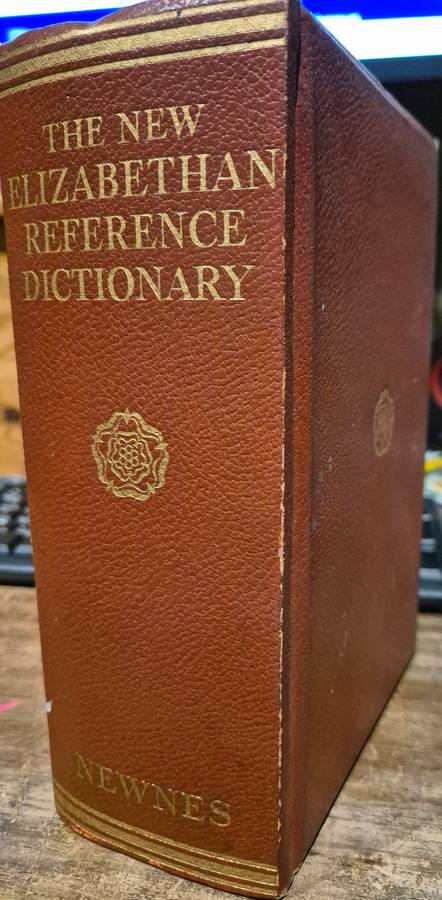 THE NEW
ELIZABETHAN
REFERENCE
DICTIONARY
NEWNES